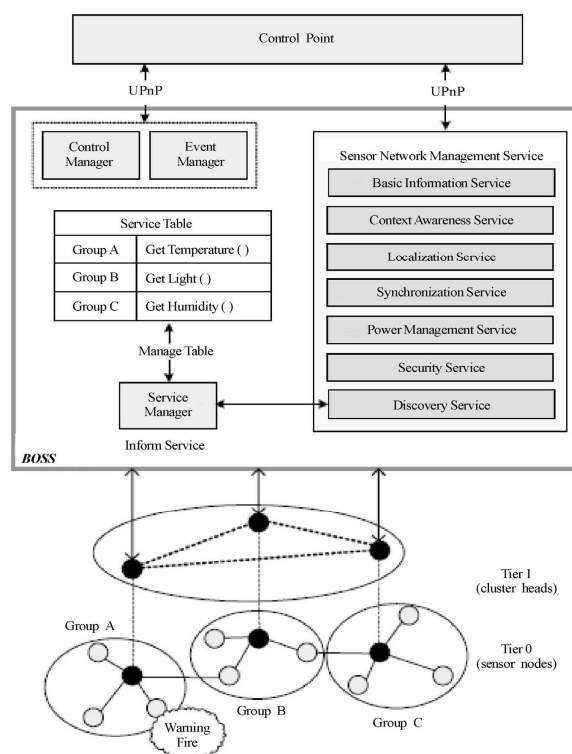 Control Point
UPnP
UPnP
Control
Manager
Event
Manager
Sensor Network Management Service
Basic Information Service
Context Awareness Service
Localization Service
Synchronization Service
Power Management Service
Security Service
Discovery Service
Service Table
Group A Get Temperature ( )
Group B Get Light ( )
Group C Get Humidity ( )
Manage Table
Service
Manager
Inform Service
BOSS
Tier 1
(cluster heads)
Group A
Tier 0
(sensor nodes)
Group B
Group C
Warning
Fire